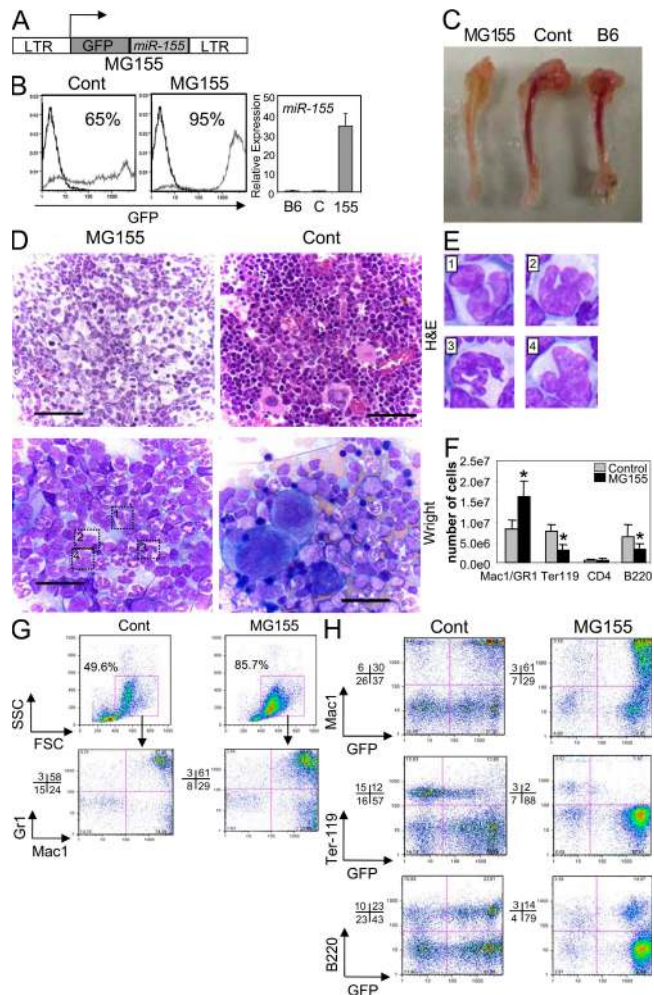 A
LTR GFP miR-155 LTR
MG155
B
Cont MG155
65% 95%
GFP
miR-155
Relative Expression
50
40
30
20
10
0
B6 C 155
C
MG155 Cont B6
D
MG155 Cont
H&E
Wright
1
2
3
E
1 2
3 4
F
Control
MG155
number of cells
2.5e7
2.0e7
1.5e7
1.0e7
5.0e6
0.0e0
* * *
Mac1/GR1 Ter119 CD4 B220
G
Cont MG155
49.6% 85.7%
SSC
FSC
3 58
15 24
3 61
8 29
Gr1
Mac1
H
Cont MG155
6 30
26 37
3 61
7 29
Mac1
GFP
15 12
16 57
3 2
7 88
Ter-119
GFP
10 23
23 43
3 14
4 79
B220
GFP